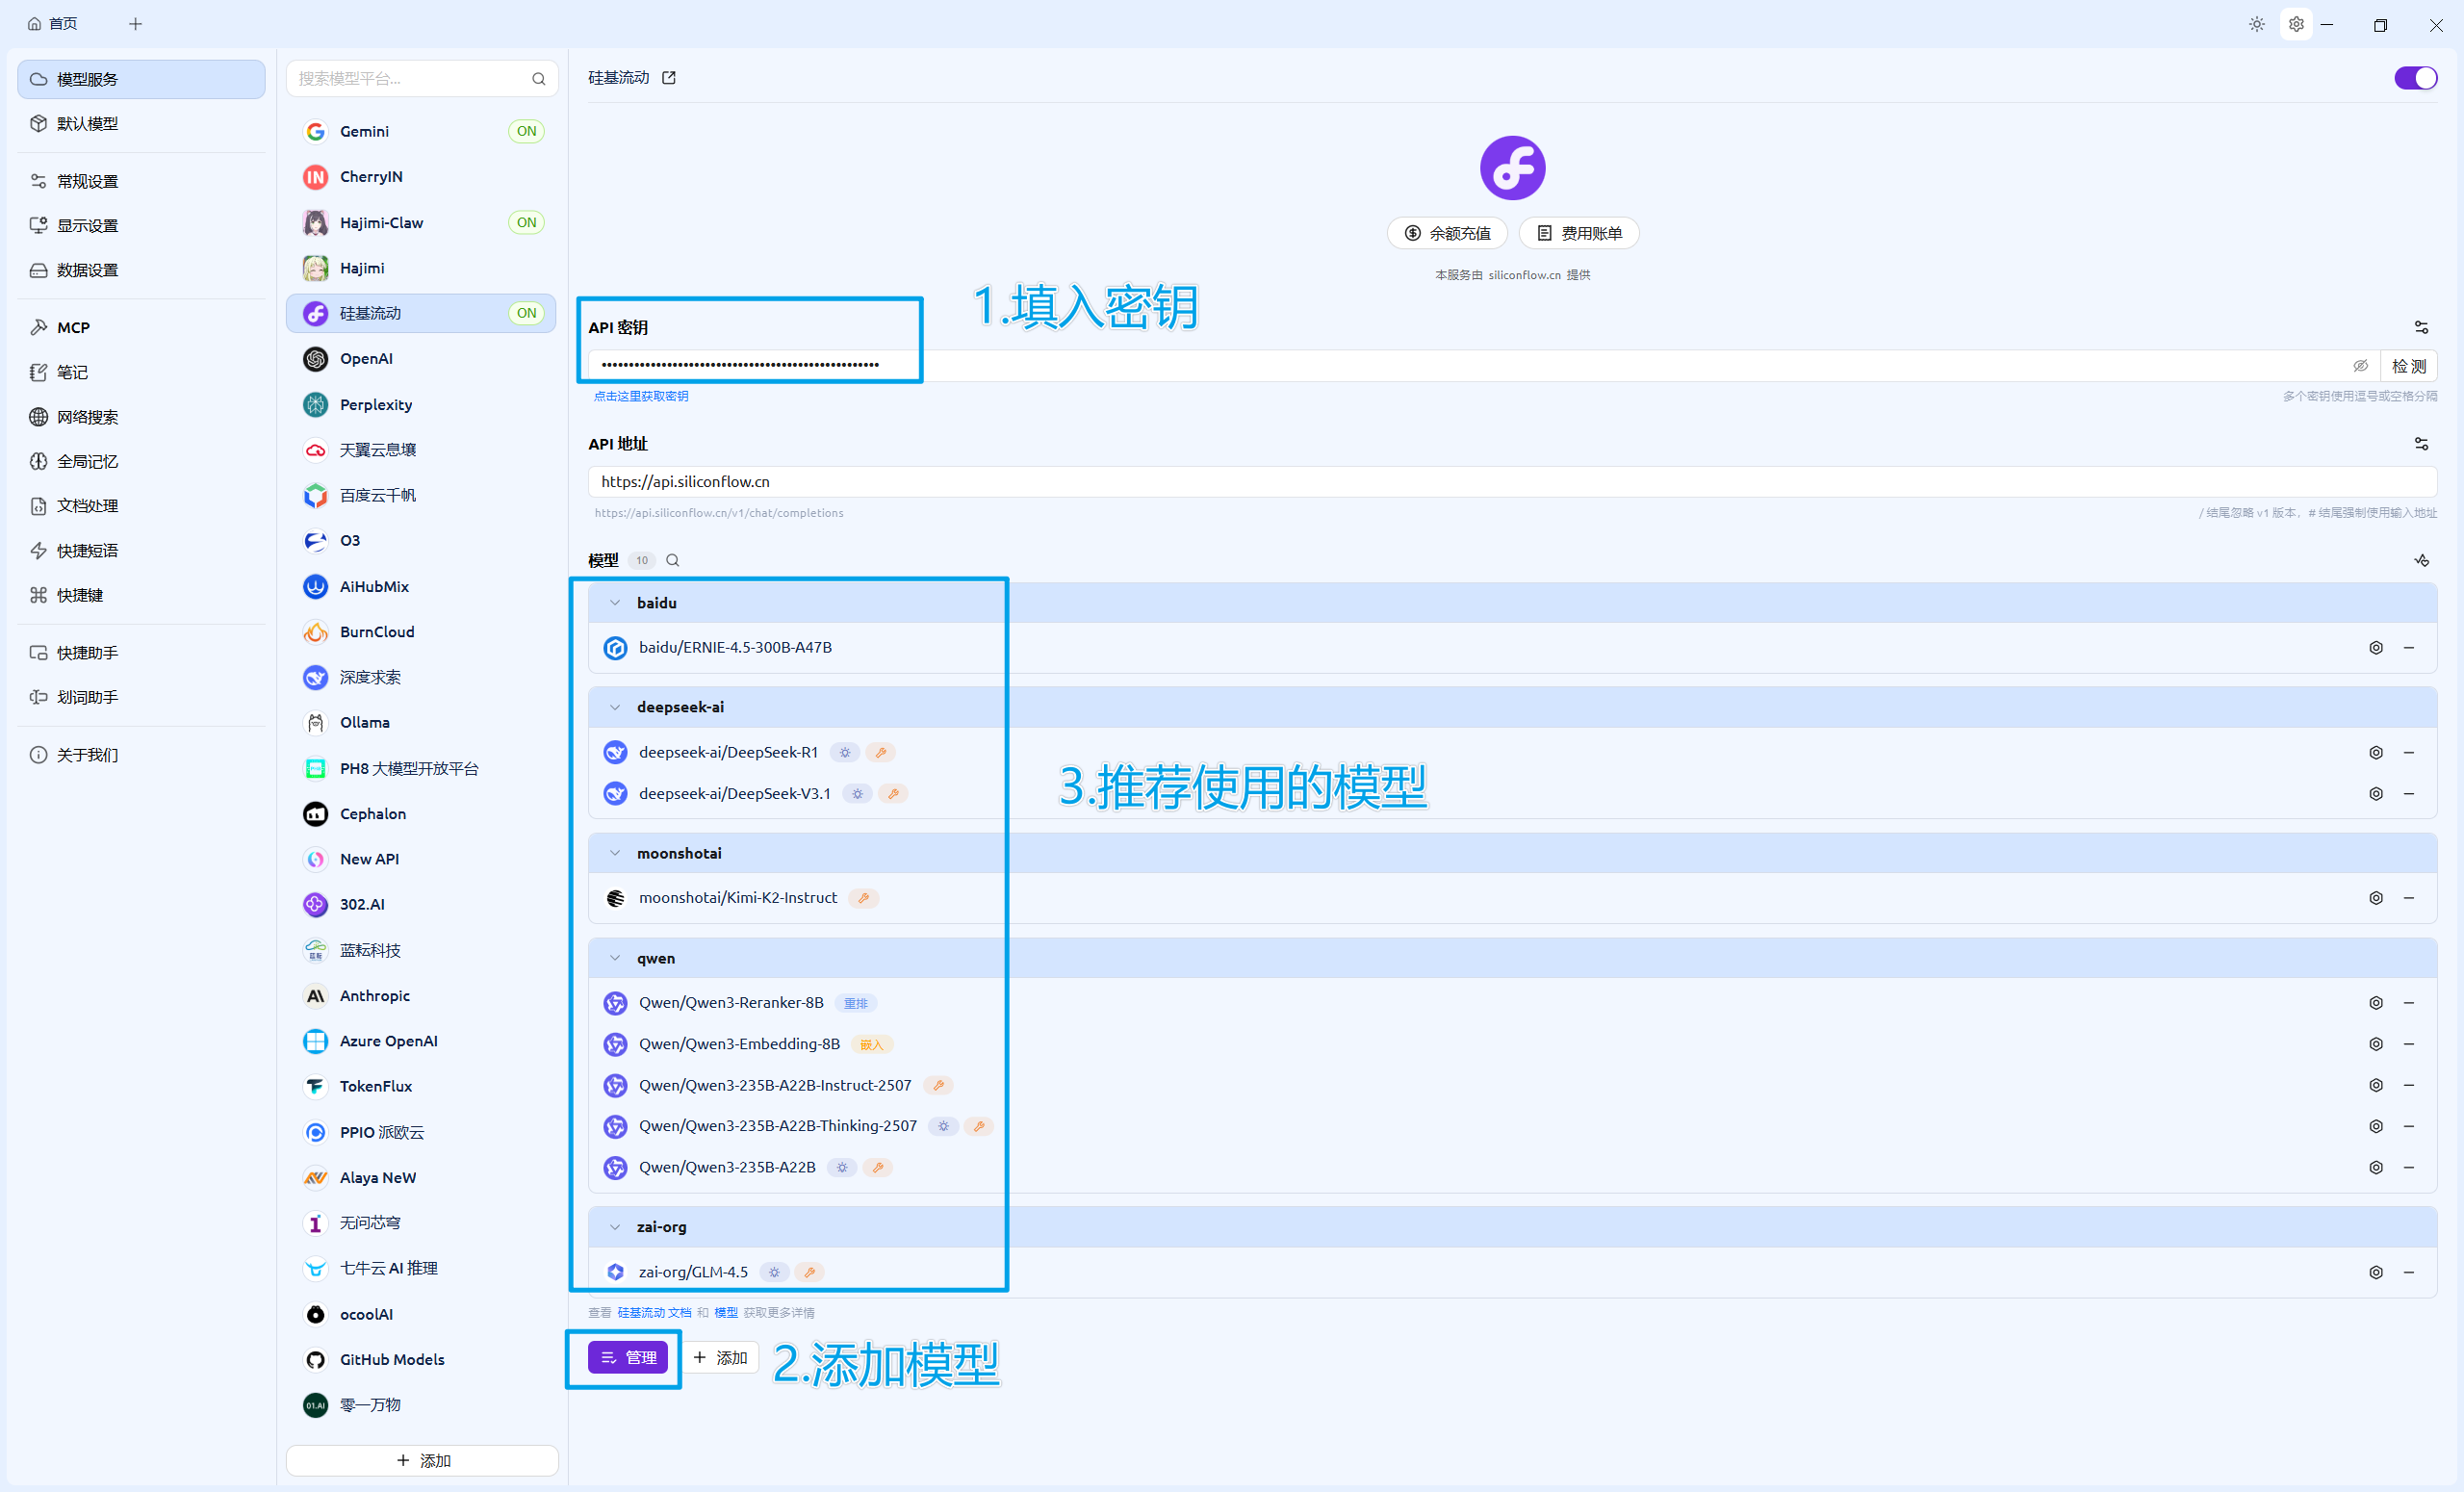 首页
模型服务
默认模型
常规设置
显示设置
数据设置
MCP
笔记
网络搜索
全局记忆
文档处理
快捷短语
快捷键
快捷助手
划词助手
关于我们
搜索模型平台...
Gemini ON
CherryIN
Hajimi-Claw ON
Hajimi
硅基流动 ON
OpenAI
Perplexity
天翼云息壤
百度云千帆
O3
AiHubMix
BurnCloud
深度求索
Ollama
PH8 大模型开放平台
Cephalon
New API
302.AI
蓝耘科技
Anthropic
Azure OpenAI
TokenFlux
PPIO 派欧云
Alaya NeW
无问芯穹
七牛云 AI 推理
ocoolAI
GitHub Models
零一万物
添加
硅基流动
余额充值 费用账单
本服务由 siliconflow.cn 提供
1.填入密钥
API 密钥
检测
点击这里获取密钥 多个密钥使用逗号或空格分隔
API 地址
https://api.siliconflow.cn
https://api.siliconflow.cn/v1/chat/completions / 结尾忽略 v1 版本，# 结尾强制使用输入地址
模型 10
baidu
baidu/ERNIE-4.5-300B-A47B
deepseek-ai
deepseek-ai/DeepSeek-R1
deepseek-ai/DeepSeek-V3.1
3.推荐使用的模型
moonshotai
moonshotai/Kimi-K2-Instruct
qwen
Qwen/Qwen3-Reranker-8B 重排
Qwen/Qwen3-Embedding-8B 嵌入
Qwen/Qwen3-235B-A22B-Instruct-2507
Qwen/Qwen3-235B-A22B-Thinking-2507
Qwen/Qwen3-235B-A22B
zai-org
zai-org/GLM-4.5
查看 硅基流动 文档 和 模型 获取更多详情
管理 添加 2.添加模型